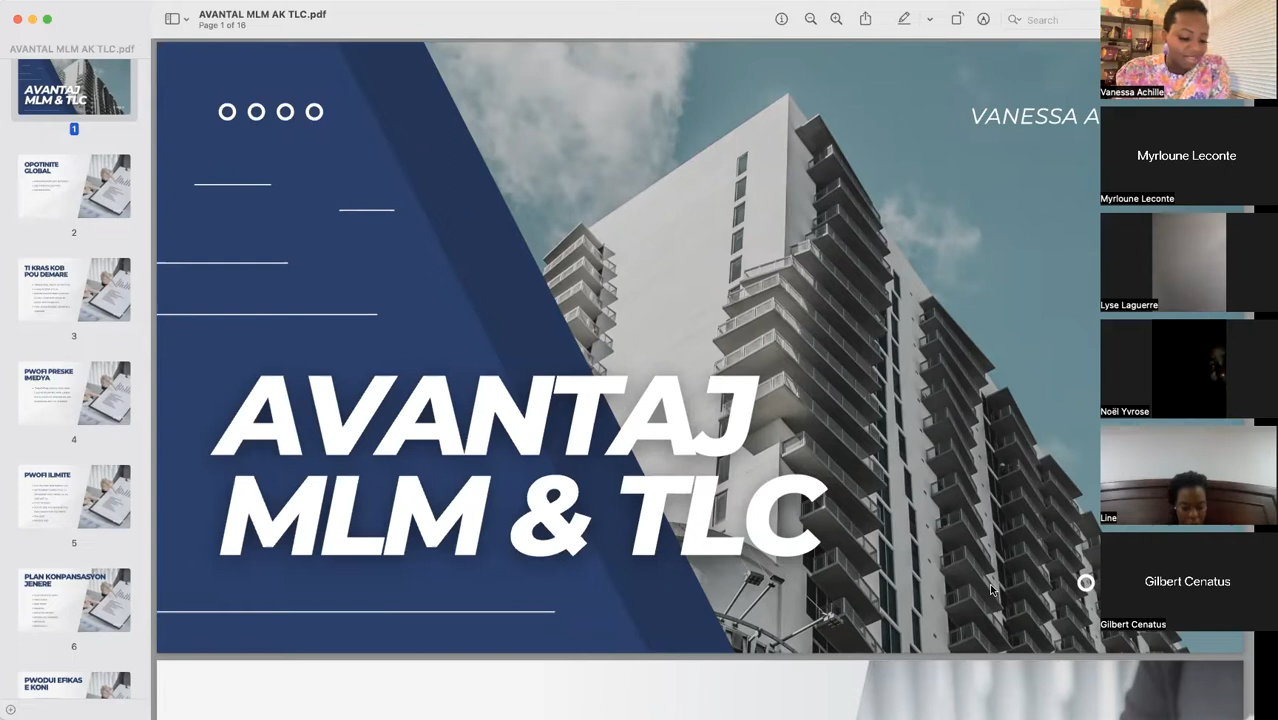 AVANTAL MLM AK TLC.pdf
Page 1 of 16
Search
AVANTAL MLM AK TLC.pdf
AVANTAJ
MLM & TLC
1
OPOTINITE
GLOBAL
2
TI KRAS KOB
POU DEMARE
3
PWOFI PRESKE
IMEDYA
4
PWOFI ILIMITE
5
PLAN KONPANSASYON
JENERE
6
PWODUI EFIKAS
E KONI
VANESSA A
AVANTAJ
MLM & TLC
Vanessa Achille
Myrloune Leconte
Myrloune Leconte
Lyse Laguerre
Noël Yvrose
Line
Gilbert Cenatus
Gilbert Cenatus